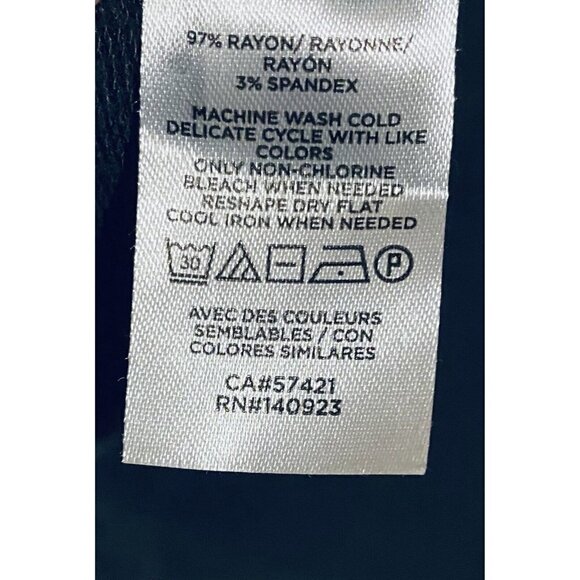 97% RAYON/ RAYONNE/
RAYÓN
3% SPANDEX
MACHINE WASH COLD
DELICATE CYCLE WITH LIKE
COLORS
ONLY NON-CHLORINE
BLEACH WHEN NEEDED
RESHAPE DRY FLAT
COOL IRON WHEN NEEDED
30 P
AVEC DES COULEURS
SEMBLABLES / CON
COLORES SIMILARES
CA#57421
RN#140923